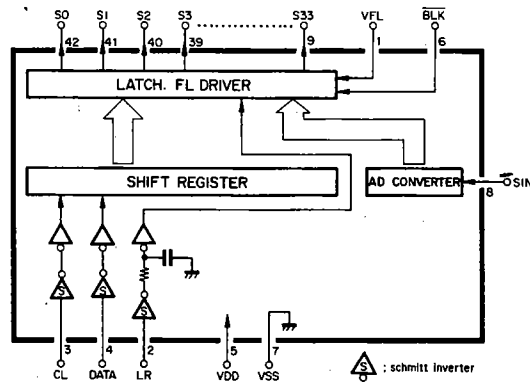 S0 S1 S2 S3 S33 VFL BLK
42 41 40 39 9 1 6
LATCH. FL DRIVER
SHIFT REGISTER
AD CONVERTER
SIN
8
S S S
3 4 2 5 7
CL DATA LR VDD VSS
S ; schmitt inverter